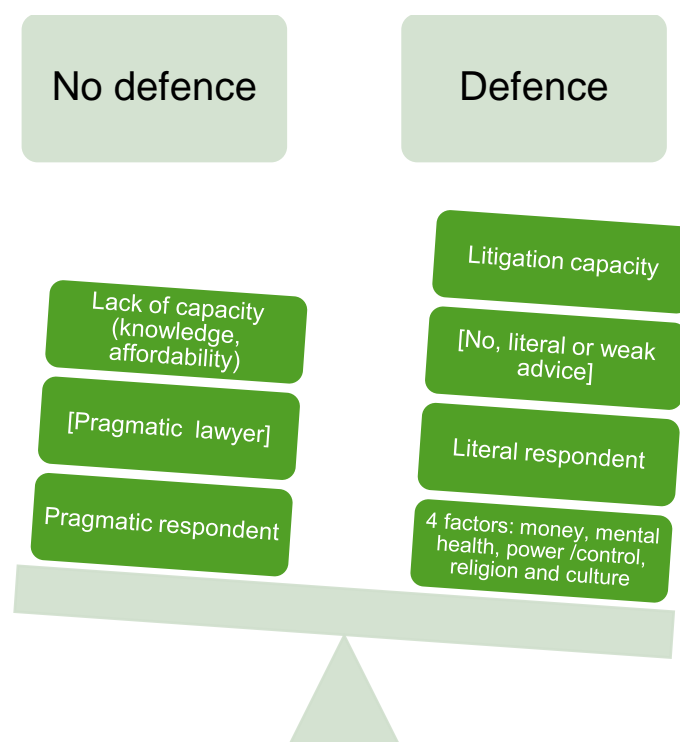 No defence
Defence
Lack of capacity
(knowledge,
affordability)
[Pragmatic lawyer]
Pragmatic respondent
Litigation capacity
[No, literal or weak
advice]
Literal respondent
4 factors: money, mental
health, power /control,
religion and culture